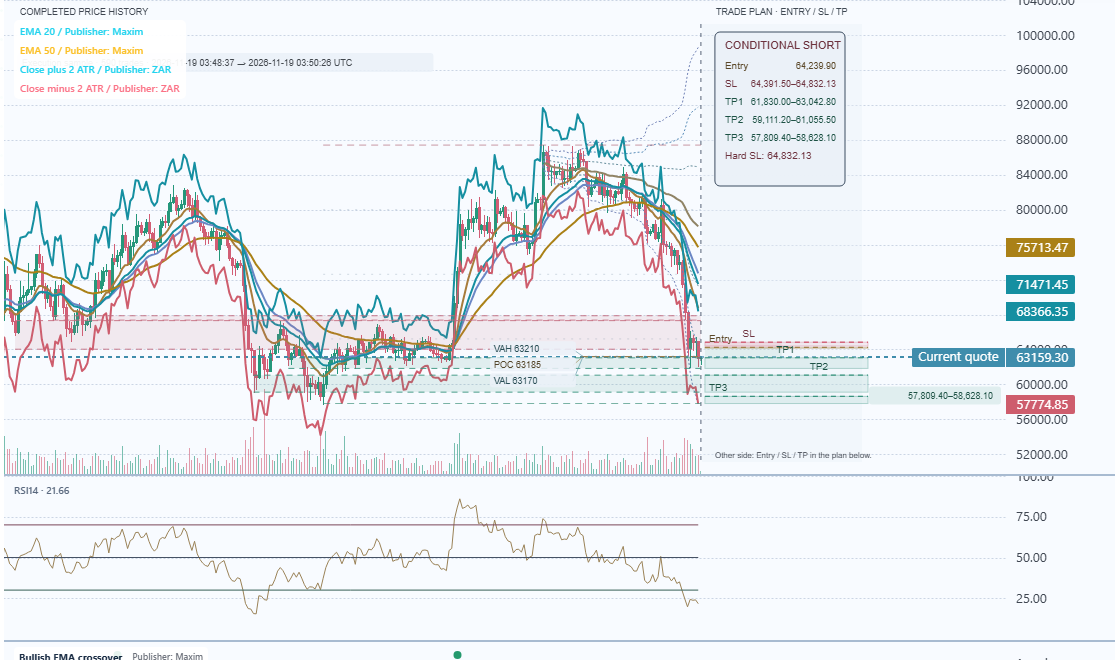 COMPLETED PRICE HISTORY
TRADE PLAN · ENTRY / SL / TP
EMA 20 / Publisher: Maxim
EMA 50 / Publisher: Maxim
Close plus 2 ATR / Publisher: ZAR
Close minus 2 ATR / Publisher: ZAR
-19 03:48:37 → 2026-11-19 03:50:26 UTC
CONDITIONAL SHORT
Entry 64,239.90
SL 64,391.50–64,832.13
TP1 61,830.00–63,042.80
TP2 59,111.20–61,055.50
TP3 57,809.40–58,628.10
Hard SL: 64,832.13
104000.00
100000.00
96000.00
92000.00
88000.00
84000.00
80000.00
75713.47
71471.45
68366.35
64000.00
Current quote 63159.30
60000.00
57774.85
56000.00
52000.00
VAH 63210
POC 63185
VAL 63170
Entry
SL
TP1
TP2
TP3
57,809.40–58,628.10
Other side: Entry / SL / TP in the plan below.
RSI14 · 21.66
100.00
75.00
50.00
25.00
Bullish EMA crossover Publisher: Maxim